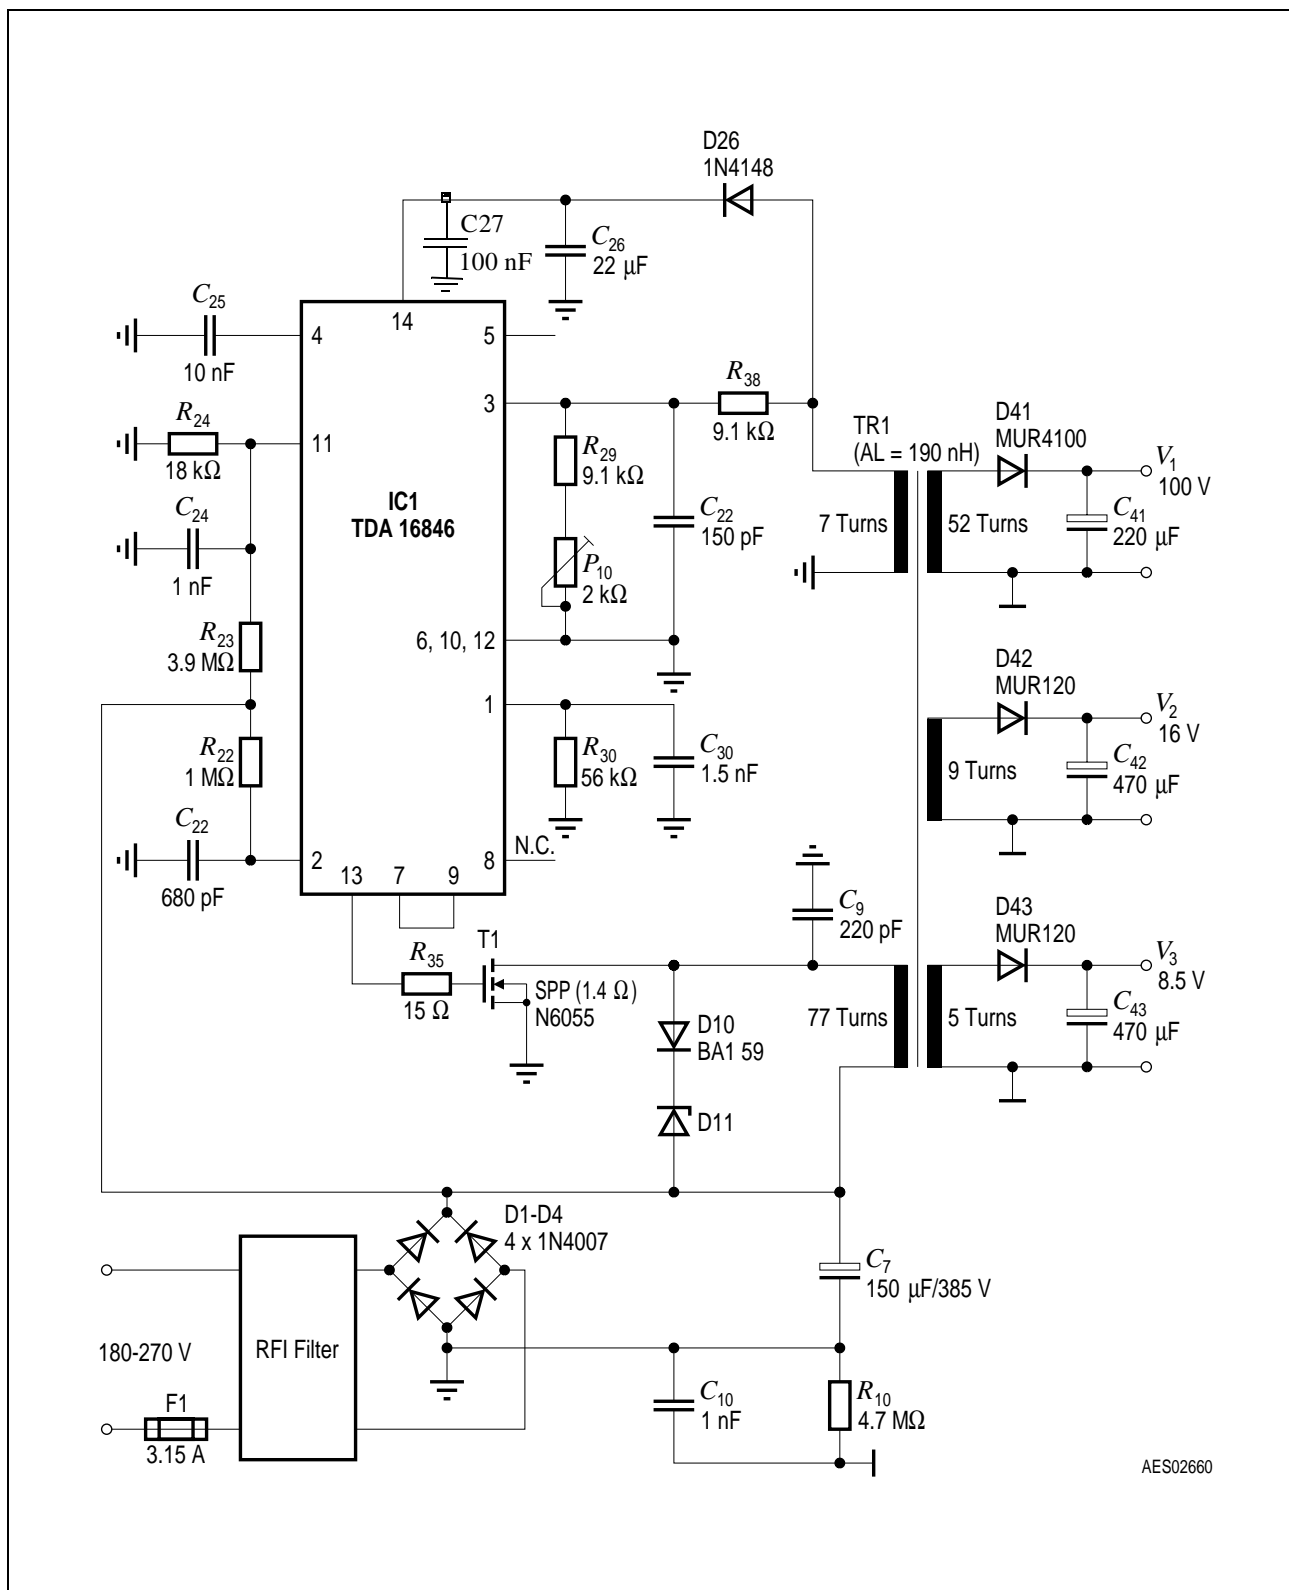 D26
1N4148
C27
100 nF
C26
22 μF
C25
10 nF
4
14
5
R24
18 kΩ
11
3
R38
9.1 kΩ
R29
9.1 kΩ
TR1
(AL = 190 nH)
D41
MUR4100
V1
100 V
IC1
TDA 16846
C24
1 nF
C22
150 pF
7 Turns
52 Turns
C41
220 μF
P10
2 kΩ
R23
3.9 MΩ
6, 10, 12
D42
MUR120
V2
16 V
1
R22
1 MΩ
R30
56 kΩ
C30
1.5 nF
9 Turns
C42
470 μF
C22
680 pF
2
13
7
9
8
N.C.
C9
220 pF
D43
MUR120
V3
8.5 V
R35
15 Ω
T1
SPP (1.4 Ω)
N6055
77 Turns
5 Turns
C43
470 μF
D10
BA1 59
D11
D1-D4
4 x 1N4007
C7
150 μF/385 V
180-270 V
RFI Filter
F1
3.15 A
C10
1 nF
R10
4.7 MΩ
AES02660